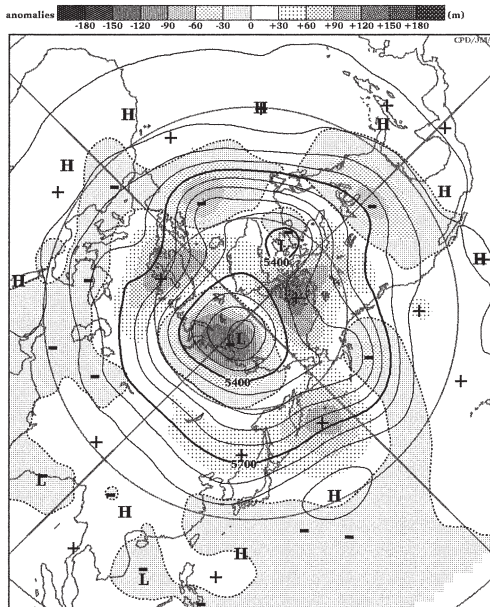 anomalies (m)
-180 -150 -120 -90 -60 -30 0 +30 +60 +90 +120 +150 +180
CPD/JMA
H H H
H H
H L
5400
H H
L
5400
5700
L H
H
H
L